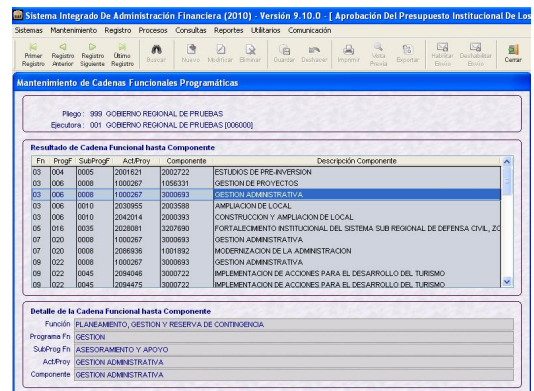 Sistema Integrado De Administración Financiera (2010) - Versión 9.10.0 - [ Aprobación Del Presupuesto Institucional De Los
Sistemas Mantenimiento Registro Procesos Consultas Reportes Utilitarios Comunicación
Primer Registro Registro Anterior Registro Siguiente Último Registro Buscar Nuevo Modificar Eliminar Guardar Deshacer Imprimir Vista Previa Exportar Habilitar Envío Deshabilitar Envío Cerrar
Mantenimiento de Cadenas Funcionales Programáticas
Pliego : 999 GOBIERNO REGIONAL DE PRUEBAS
Ejecutora : 001 GOBIERNO REGIONAL DE PRUEBAS [006000]
Resultado de Cadena Funcional hasta Componente
Fn ProgF SubProgF Act/Proy Componente Descripción Componente
03 004 0005 2001621 2002722 ESTUDIOS DE PRE-INVERSION
03 006 0008 1000267 1056331 GESTION DE PROYECTOS
03 006 0008 1000267 3000693 GESTION ADMINISTRATIVA
03 006 0010 2030955 2003588 AMPLIACION DE LOCAL
03 006 0010 2042014 2000393 CONSTRUCCION Y AMPLIACION DE LOCAL
05 016 0035 2028081 3207690 FORTALECIMIENTO INSTITUCIONAL DEL SISTEMA SUB REGIONAL DE DEFENSA CIVIL, ZO
07 020 0008 1000267 3000693 GESTION ADMINISTRATIVA
07 020 0008 2086936 1001892 MODERNIZACION DE LA ADMINISTRACION
09 022 0008 1000267 3000693 GESTION ADMINISTRATIVA
09 022 0045 2094046 3000722 IMPLEMENTACION DE ACCIONES PARA EL DESARROLLO DEL TURISMO
09 022 0045 2094475 3000722 IMPLEMENTACION DE ACCIONES PARA EL DESARROLLO DEL TURISMO
Detalle de la Cadena Funcional hasta Componente
Función PLANEAMIENTO, GESTION Y RESERVA DE CONTINGENCIA
Programa Fn GESTION
SubProg Fn ASESORAMIENTO Y APOYO
Act/Proy GESTION ADMINISTRATIVA
Componente GESTION ADMINISTRATIVA